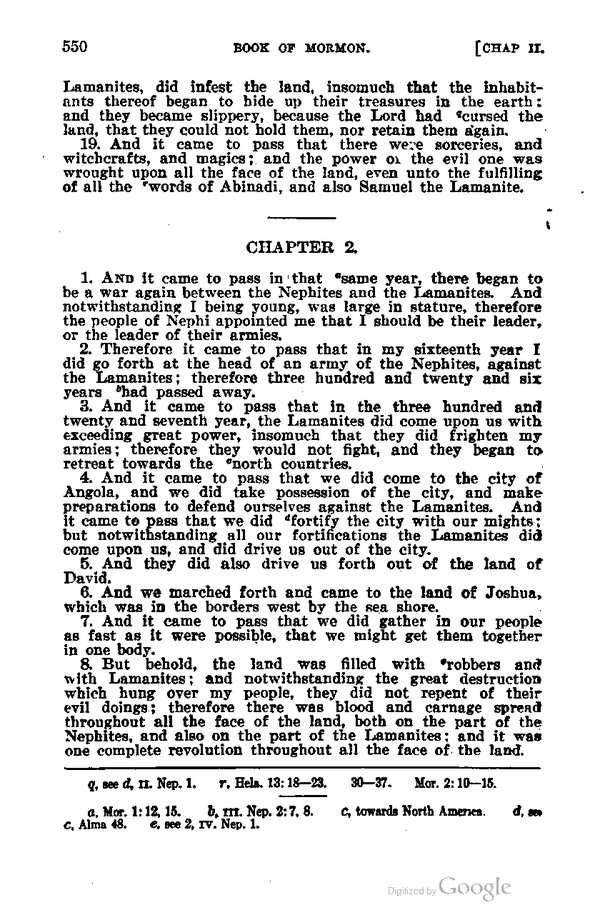 550 BOOK OF MORMON. [CHAP II.
Lamanites, did infest the land, insomuch that the inhabit-
ants thereof began to hide up their treasures in the earth:
and they became slippery, because the Lord had qcursed the
land, that they could not hold them, nor retain them again.
19. And it came to pass that there were sorceries, and
witchcrafts, and magics; and the power of the evil one was
wrought upon all the face of the land, even unto the fulfilling
of all the rwords of Abinadi, and also Samuel the Lamanite.
CHAPTER 2.
1. AND it came to pass in that asame year, there began to
be a war again between the Nephites and the Lamanites. And
notwithstanding I being young, was large in stature, therefore
the people of Nephi appointed me that I should be their leader,
or the leader of their armies.
2. Therefore it came to pass that in my sixteenth year I
did go forth at the head of an army of the Nephites, against
the Lamanites; therefore three hundred and twenty and six
years bhad passed away.
3. And it came to pass that in the three hundred and
twenty and seventh year, the Lamanites did come upon us with
exceeding great power, insomuch that they did frighten my
armies; therefore they would not fight, and they began to
retreat towards the cnorth countries.
4. And it came to pass that we did come to the city of
Angola, and we did take possession of the city, and make
preparations to defend ourselves against the Lamanites. And
it came to pass that we did dfortify the city with our mights;
but notwithstanding all our fortifications the Lamanites did
come upon us, and did drive us out of the city.
5. And they did also drive us forth out of the land of
David.
6. And we marched forth and came to the land of Joshua,
which was in the borders west by the sea shore.
7. And it came to pass that we did gather in our people
as fast as it were possible, that we might get them together
in one body.
8. But behold, the land was filled with erobbers and
with Lamanites; and notwithstanding the great destruction
which hung over my people, they did not repent of their
evil doings; therefore there was blood and carnage spread
throughout all the face of the land, both on the part of the
Nephites, and also on the part of the Lamanites; and it was
one complete revolution throughout all the face of the land.
q, see d, II. Nep. 1. r, Hela. 13: 18—23. 30—37. Mor. 2: 10—15.
a, Mor. 1: 12, 15. b, III. Nep. 2: 7, 8. c, towards North America. d, see
c, Alma 48. e, see 2, IV. Nep. 1.
Digitized by Google